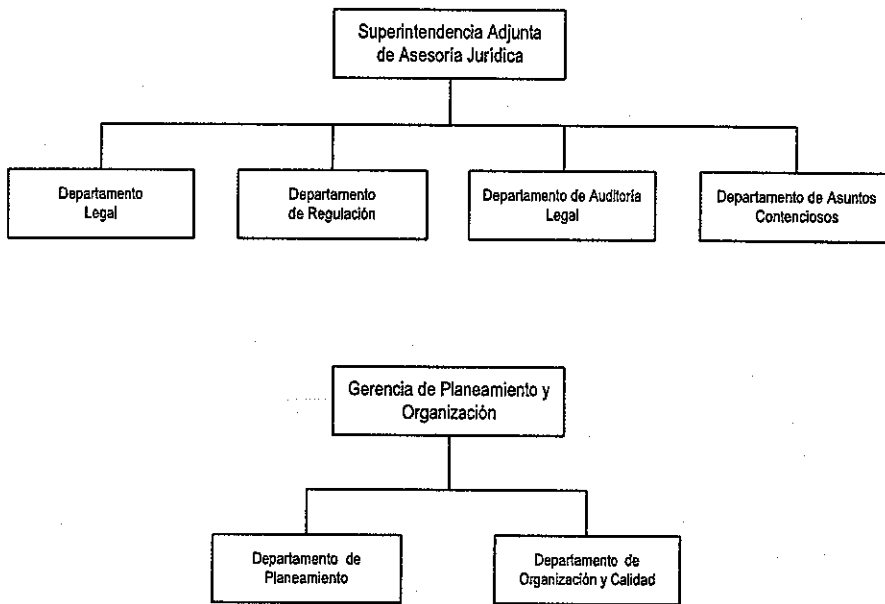 Superintendencia Adjunta
de Asesoría Jurídica
Departamento
Legal
Departamento
de Regulación
Departamento de Auditoría
Legal
Departamento de Asuntos
Contenciosos
Gerencia de Planeamiento y
Organización
Departamento de
Planeamiento
Departamento de
Organización y Calidad